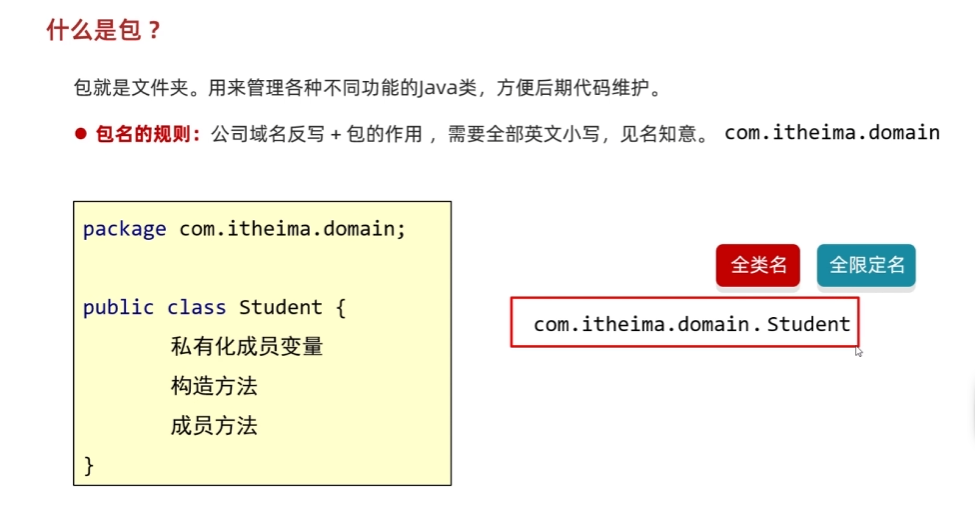 什么是包？
包就是文件夹。用来管理各种不同功能的Java类，方便后期代码维护。
● 包名的规则：公司域名反写 + 包的作用 ，需要全部英文小写，见名知意。 com.itheima.domain
package com.itheima.domain;
public class Student {
私有化成员变量
构造方法
成员方法
}
全类名 全限定名
com.itheima.domain.Student